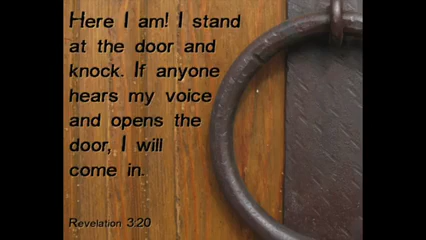 Here I am! I stand
at the door and
knock. If anyone
hears my voice
and opens the
door, I will
come in.
Revelation 3:20